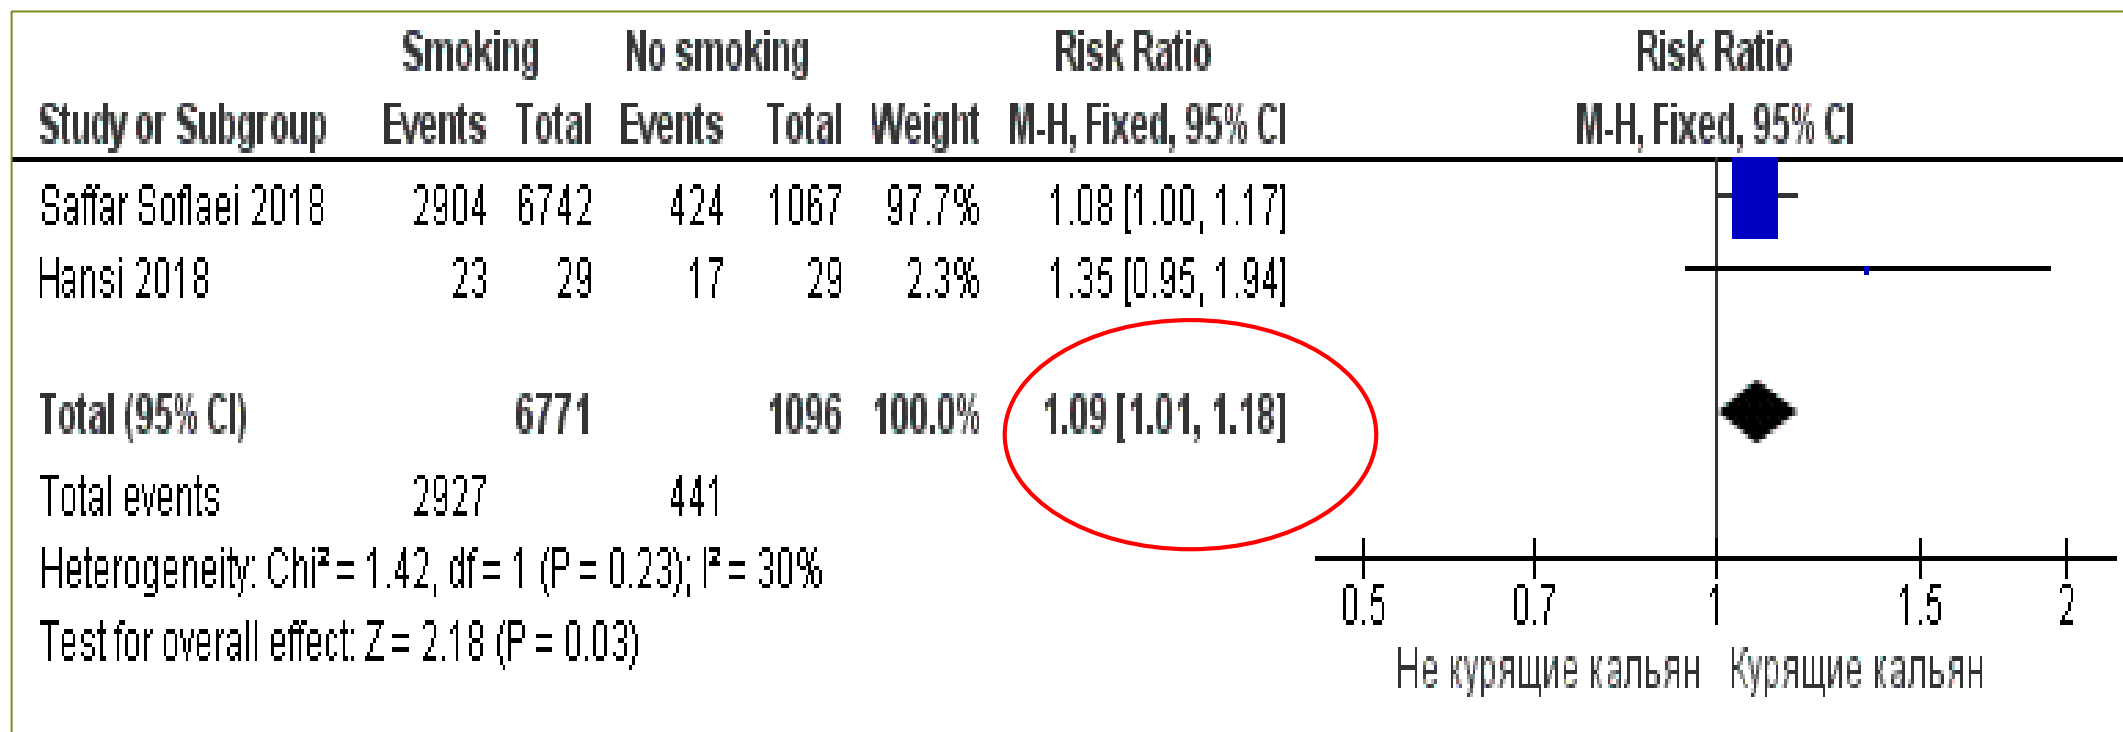 Smoking No smoking Risk Ratio Risk Ratio
Study or Subgroup Events Total Events Total Weight M-H, Fixed, 95% CI M-H, Fixed, 95% CI
Saffar Soflaei 2018 2904 6742 424 1067 97.7% 1.08 [1.00, 1.17]
Hansi 2018 23 29 17 29 2.3% 1.35 [0.95, 1.94]
Total (95% CI) 6771 1096 100.0% 1.09 [1.01, 1.18]
Total events 2927 441
Heterogeneity: Chi² = 1.42, df = 1 (P = 0.23); I² = 30%
Test for overall effect: Z = 2.18 (P = 0.03)
0.5 0.7 1 1.5 2
Не курящие кальян Курящие кальян